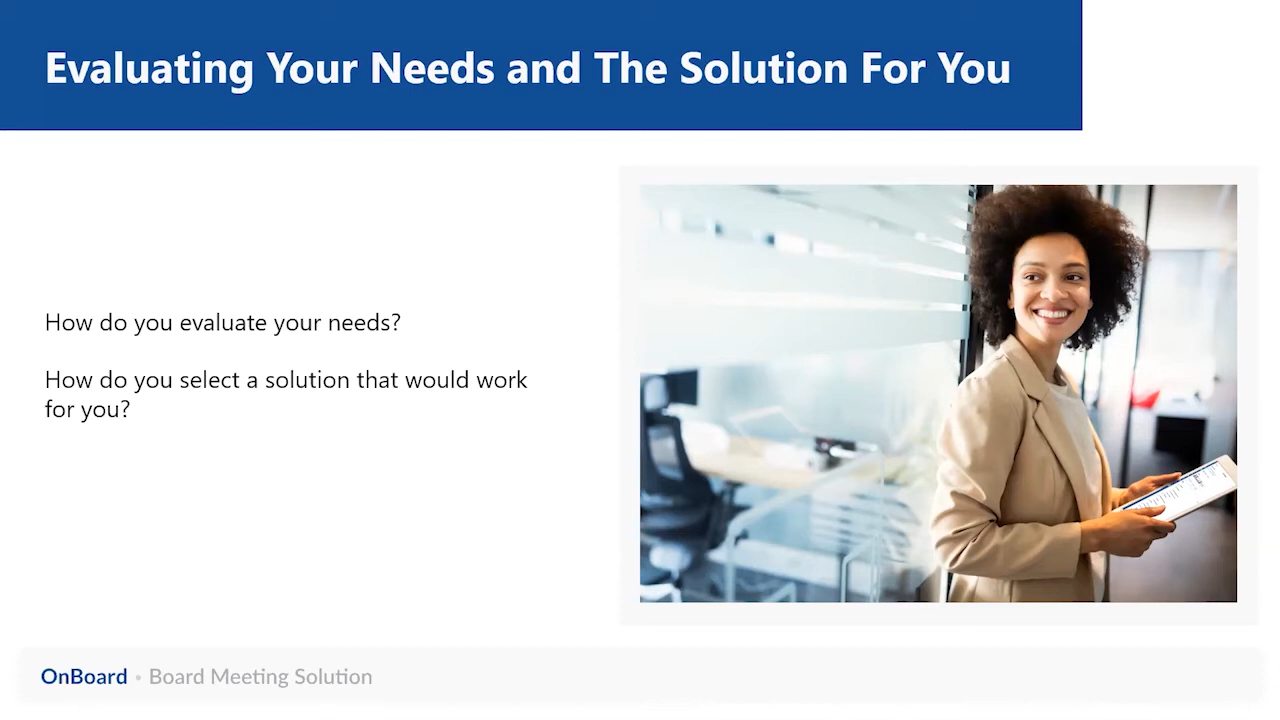 Evaluating Your Needs and The Solution For You
How do you evaluate your needs?
How do you select a solution that would work
for you?
OnBoard • Board Meeting Solution